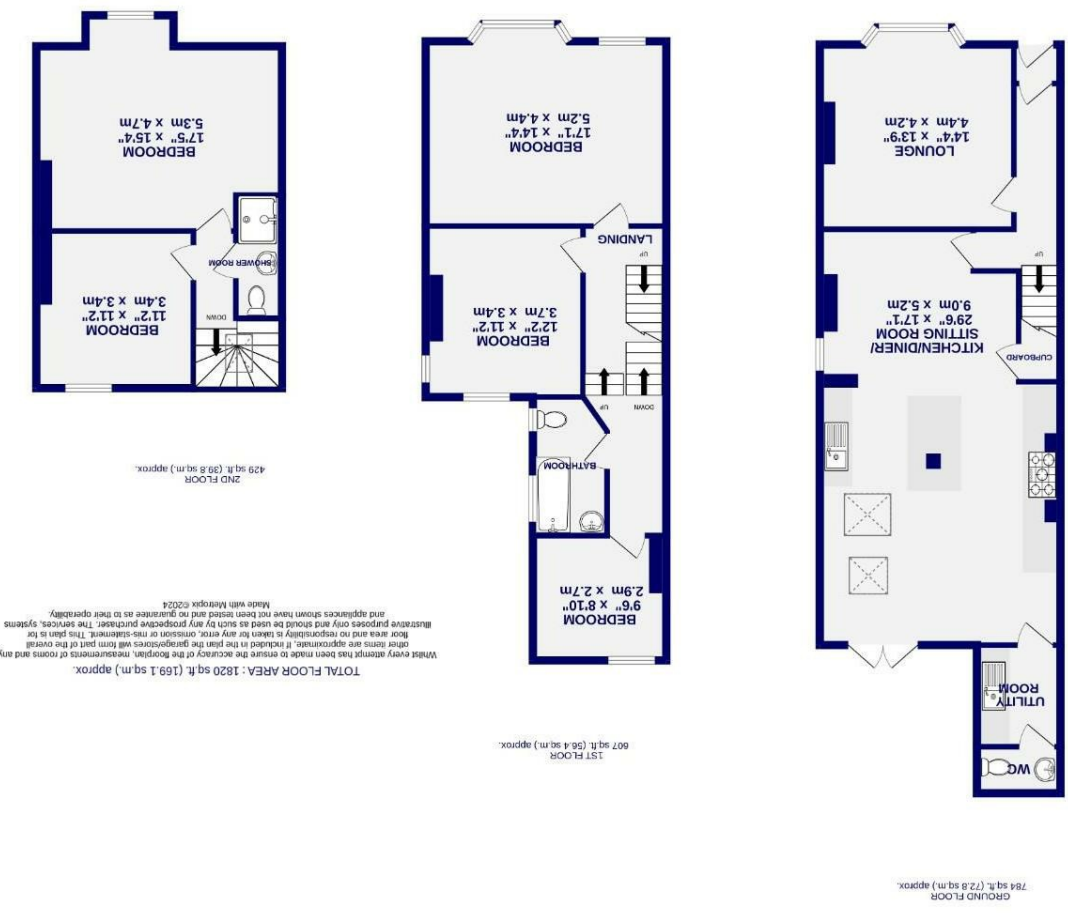 GROUND FLOOR
784 sq.ft. (72.8 sq.m.) approx.
WC
UTILITY
ROOM
KITCHEN/DINER/
SITTING ROOM
29'6" x 17'1"
9.0m x 5.2m
CUPBOARD
UP
LOUNGE
14'4" x 13'9"
4.4m x 4.2m
1ST FLOOR
607 sq.ft. (56.4 sq.m.) approx.
BEDROOM
9'6" x 8'10"
2.9m x 2.7m
BATHROOM
DOWN
UP
BEDROOM
12'2" x 11'2"
3.7m x 3.4m
UP
LANDING
BEDROOM
17'1" x 14'4"
5.2m x 4.4m
2ND FLOOR
429 sq.ft. (39.8 sq.m.) approx.
DOWN
BEDROOM
11'2" x 11'2"
3.4m x 3.4m
SHOWER ROOM
BEDROOM
17'5" x 15'4"
5.3m x 4.7m
TOTAL FLOOR AREA : 1820 sq.ft. (169.1 sq.m.) approx.
Whilst every attempt has been made to ensure the accuracy of the floorplan, measurements of rooms and any
other items are approximate. If included in the plan the garage/stores will form part of the overall
floor area and no responsibility is taken for any error, omission or mis-statement. This plan is for
illustrative purposes only and should be used as such by any prospective purchaser. The services, systems
and appliances shown have not been tested and no guarantee as to their operability.
Made with Metropix ©2024